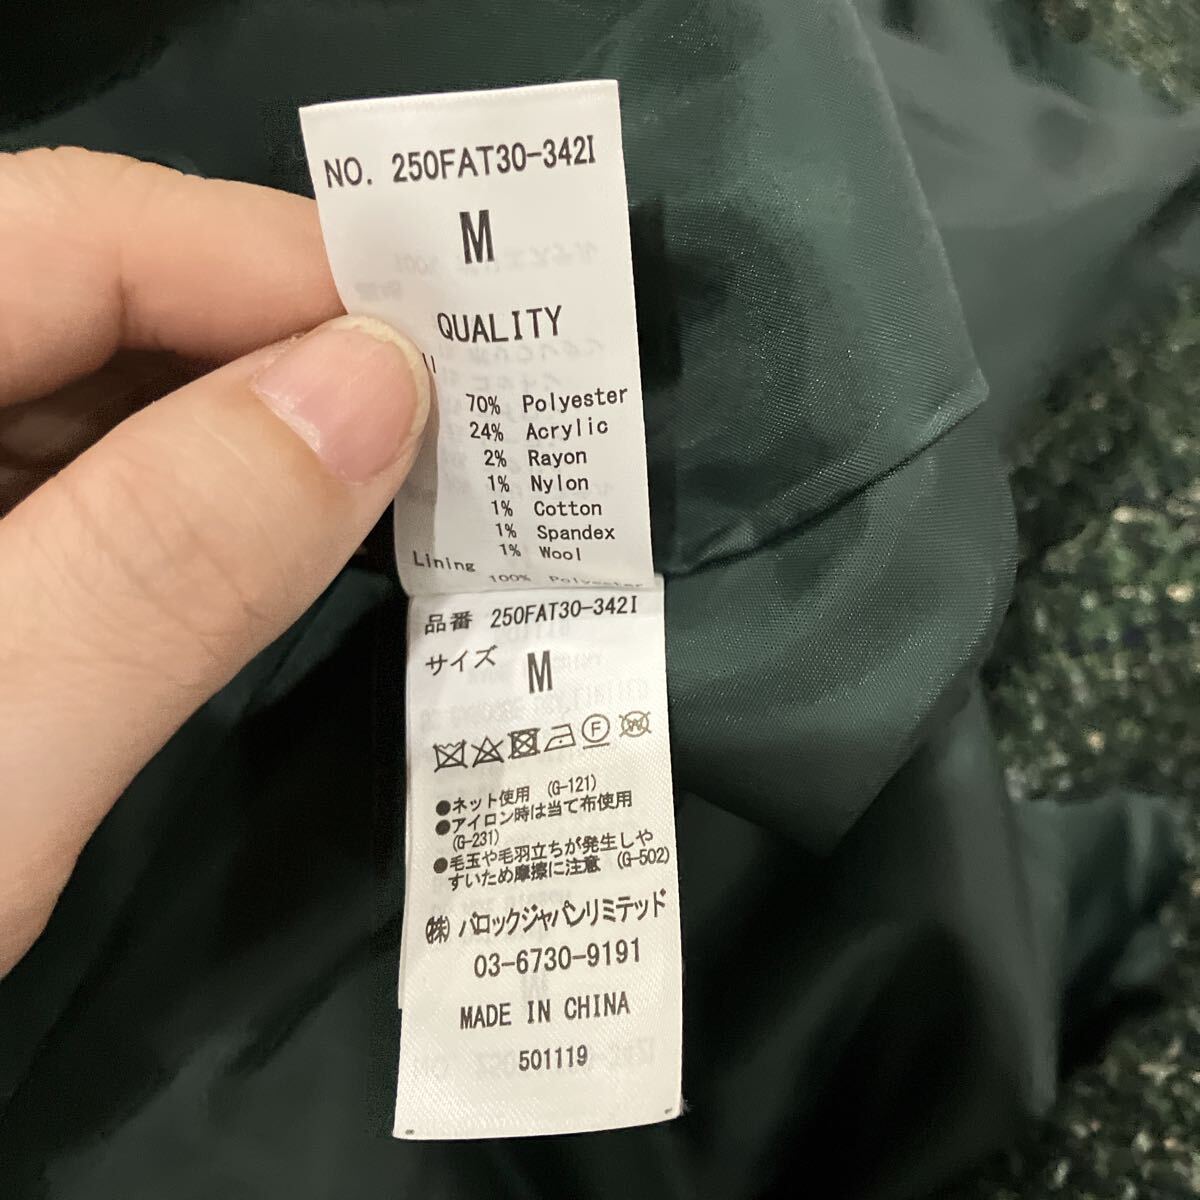 NO. 250FAT30-342I
M
QUALITY
70% Polyester
24% Acrylic
2% Rayon
1% Nylon
1% Cotton
1% Spandex
1% Wool
Lining
100% Polyester
品番 250FAT30-342I
サイズ M
F W
●ネット使用 (G-121)
●アイロン時は当て布使用
(G-231)
●毛玉や毛羽立ちが発生しや
すいため摩擦に注意 (G-502)
㈱ バロックジャパンリミテッド
03-6730-9191
MADE IN CHINA
501119